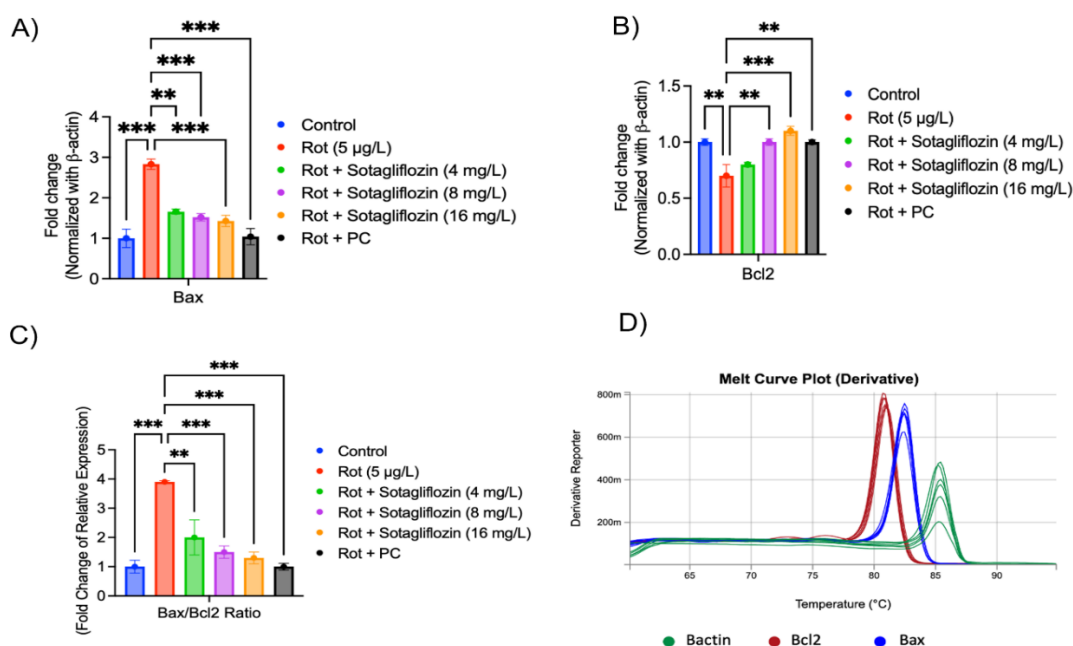 A)
***
***
***
**
***
***
Fold change
(Normalized with β-actin)
4
3
2
1
0
Bax
Control
Rot (5 µg/L)
Rot + Sotagliflozin (4 mg/L)
Rot + Sotagliflozin (8 mg/L)
Rot + Sotagliflozin (16 mg/L)
Rot + PC
B)
**
***
**
**
Fold change
(Normalized with β-actin)
1.5
1.0
0.5
0.0
Bcl2
Control
Rot (5 µg/L)
Rot + Sotagliflozin (4 mg/L)
Rot + Sotagliflozin (8 mg/L)
Rot + Sotagliflozin (16 mg/L)
Rot + PC
C)
***
***
***
***
**
(Fold Change of Relative Expression)
5
4
3
2
1
0
Bax/Bcl2 Ratio
Control
Rot (5 µg/L)
Rot + Sotagliflozin (4 mg/L)
Rot + Sotagliflozin (8 mg/L)
Rot + Sotagliflozin (16 mg/L)
Rot + PC
D)
Melt Curve Plot (Derivative)
Derivative Reporter
800m
600m
400m
200m
65
70
75
80
85
90
Temperature (°C)
Bactin
Bcl2
Bax